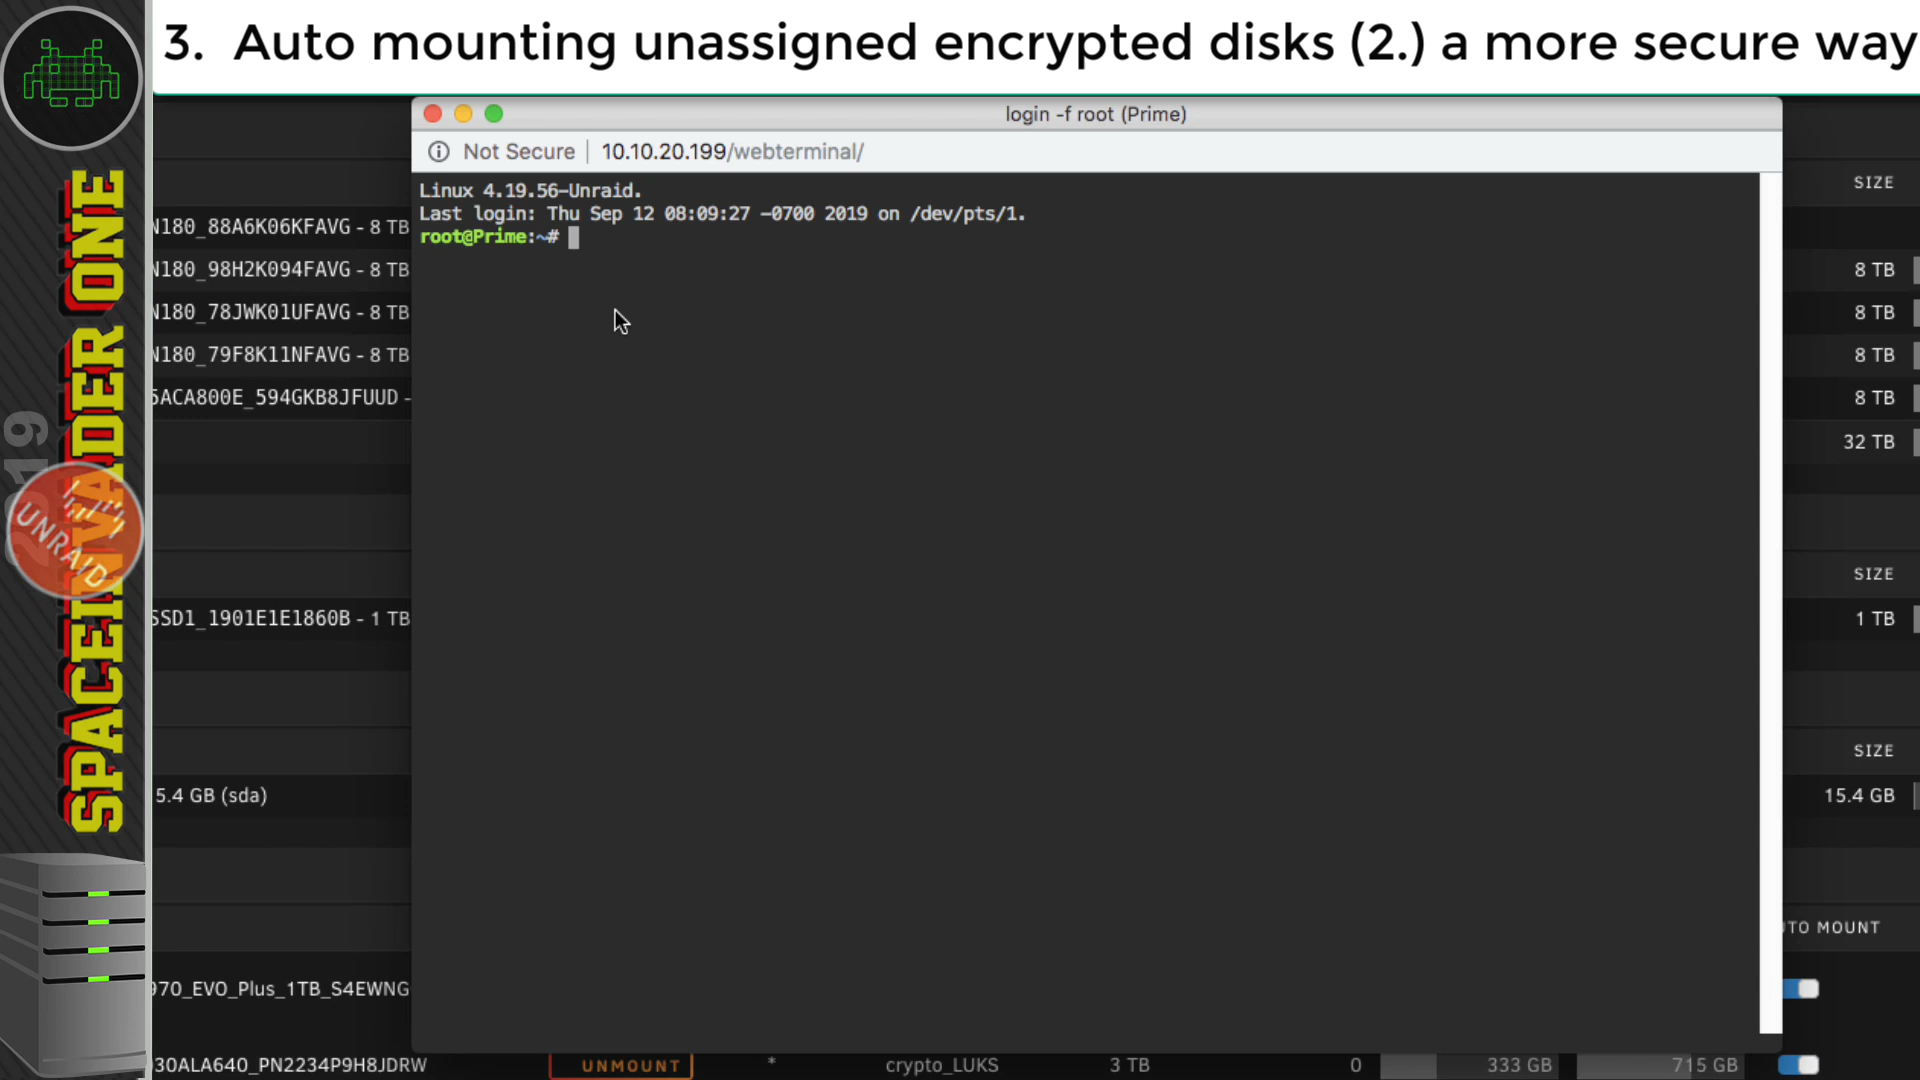 3. Auto mounting unassigned encrypted disks (2.) a more secure way
SPACEINVADER ONE
2019
UNRAID
login -f root (Prime)
Not Secure | 10.10.20.199/webterminal/
Linux 4.19.56-Unraid.
Last login: Thu Sep 12 08:09:27 -0700 2019 on /dev/pts/1.
root@Prime:~#
SIZE
N180_88A6K06KFAVG - 8 TB
N180_98H2K094FAVG - 8 TB
8 TB
N180_78JWK01UFAVG - 8 TB
8 TB
N180_79F8K11NFAVG - 8 TB
8 TB
5ACA800E_594GKB8JFUUD -
8 TB
32 TB
SIZE
SSD1_1901E1E1860B - 1 TB
1 TB
SIZE
5.4 GB (sda)
15.4 GB
UTO MOUNT
970_EVO_Plus_1TB_S4EWNG
30ALA640_PN2234P9H8JDRW UNMOUNT * crypto_LUKS 3 TB 0 333 GB 715 GB